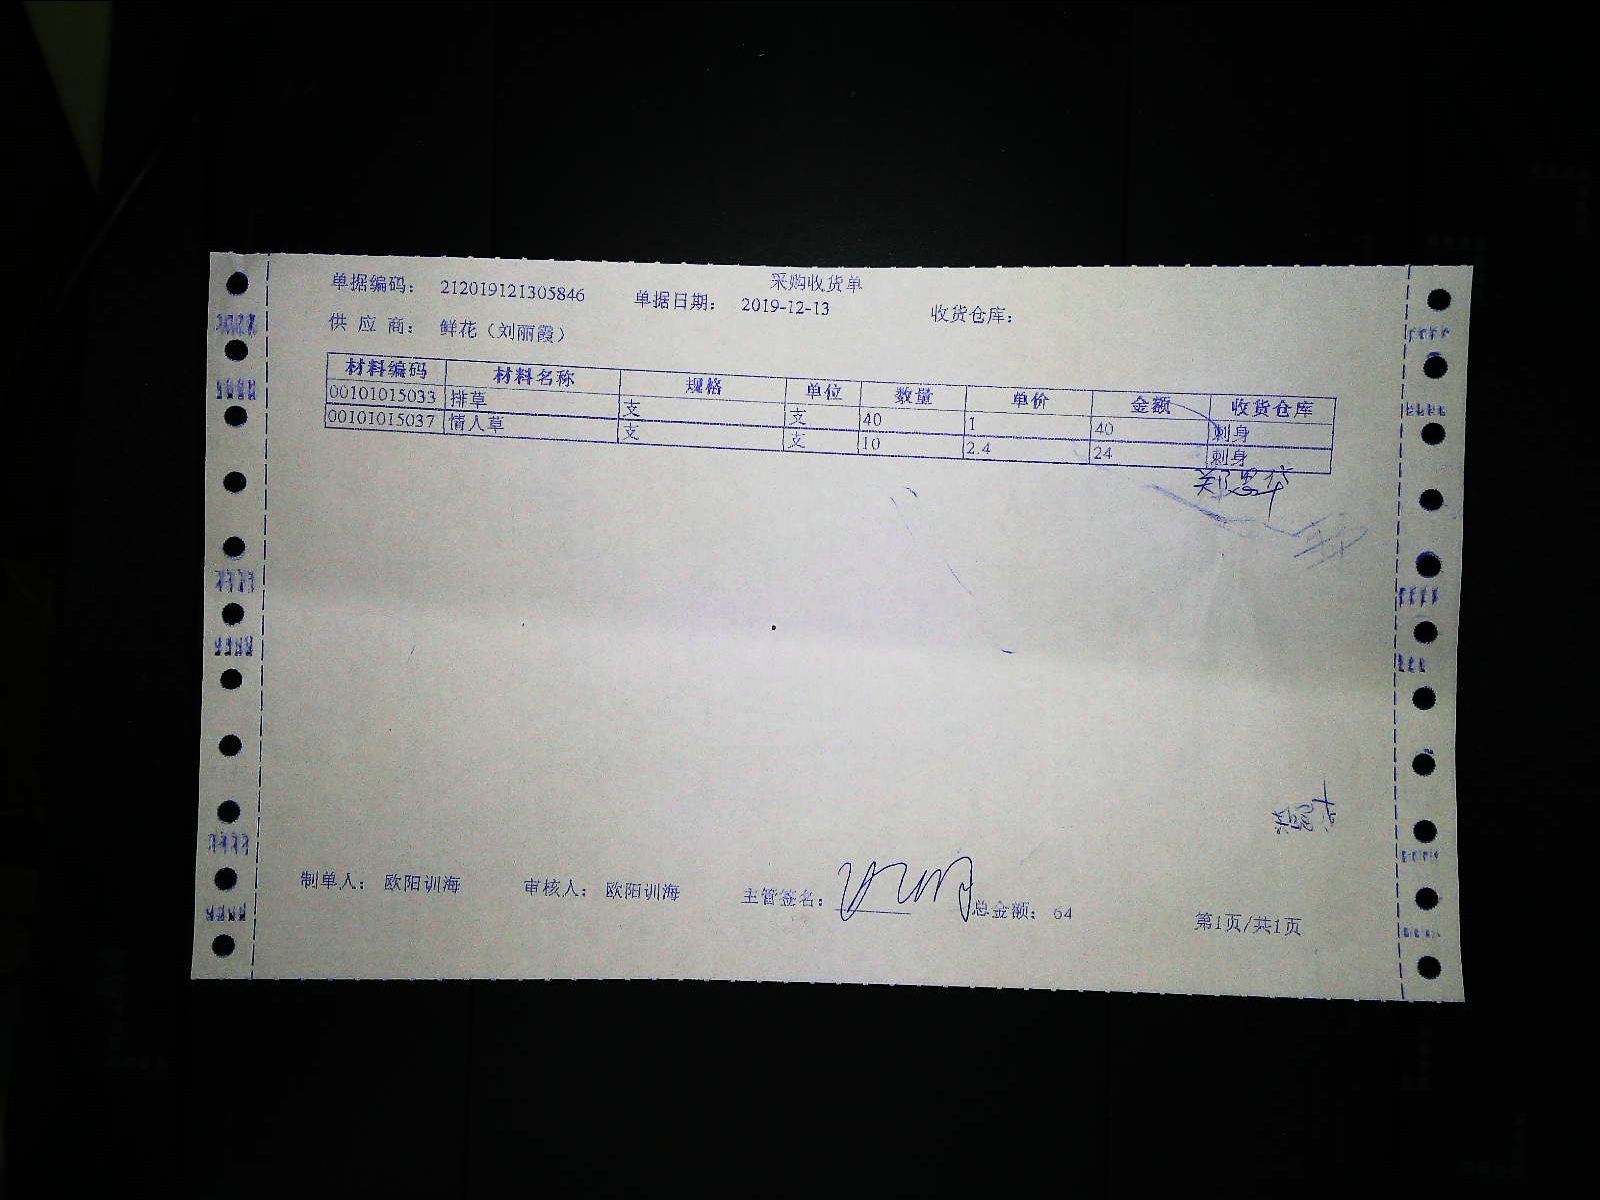 采购收货单
单据编码： 212019121305846 单据日期： 2019-12-13 收货仓库：
供应商： 鲜花（刘丽霞）
材料编码 材料名称 规格 单位 数量 单价 金额 收货仓库
00101015033 排草 支 支 40 1 40 刺身
00101015037 情人草 支 支 10 2.4 24 刺身
制单人： 欧阳训海 审核人： 欧阳训海 主管签名： 总金额： 64
第1页/共1页